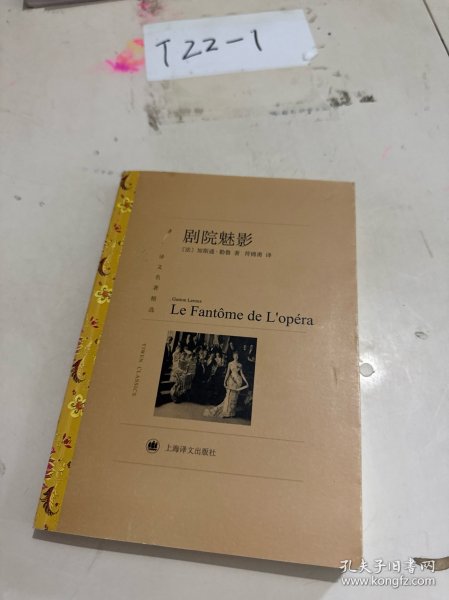 T22-1
剧院魅影
〔法〕加斯通·勒鲁 著 符锦勇 译
译文名著精选
YIWEN CLASSICS
Gaston Leroux
Le Fantôme de L'opéra
上海译文出版社
孔夫子旧书网
www.kongfz.com